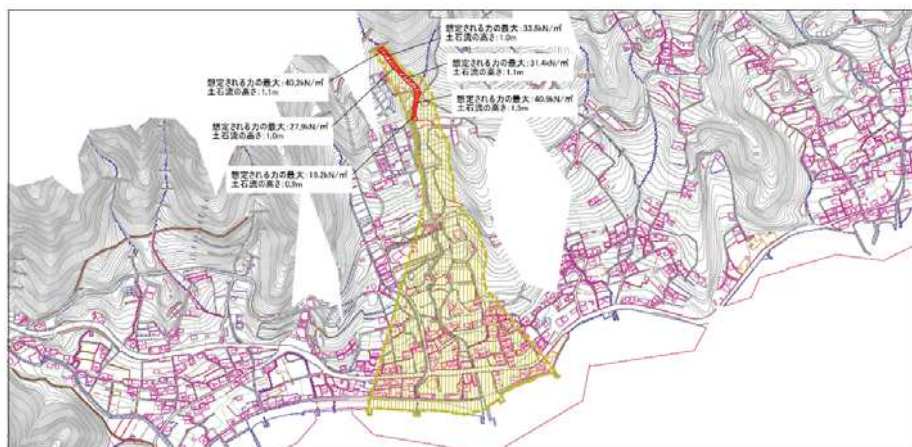 想定される力の最大:33.5kN/㎡
土石流の高さ:1.0m
想定される力の最大:40.2kN/㎡
土石流の高さ:1.1m
想定される力の最大:31.4kN/㎡
土石流の高さ:1.1m
想定される力の最大:40.9kN/㎡
土石流の高さ:1.5m
想定される力の最大:27.9kN/㎡
土石流の高さ:1.0m
想定される力の最大:18.2kN/㎡
土石流の高さ:0.9m